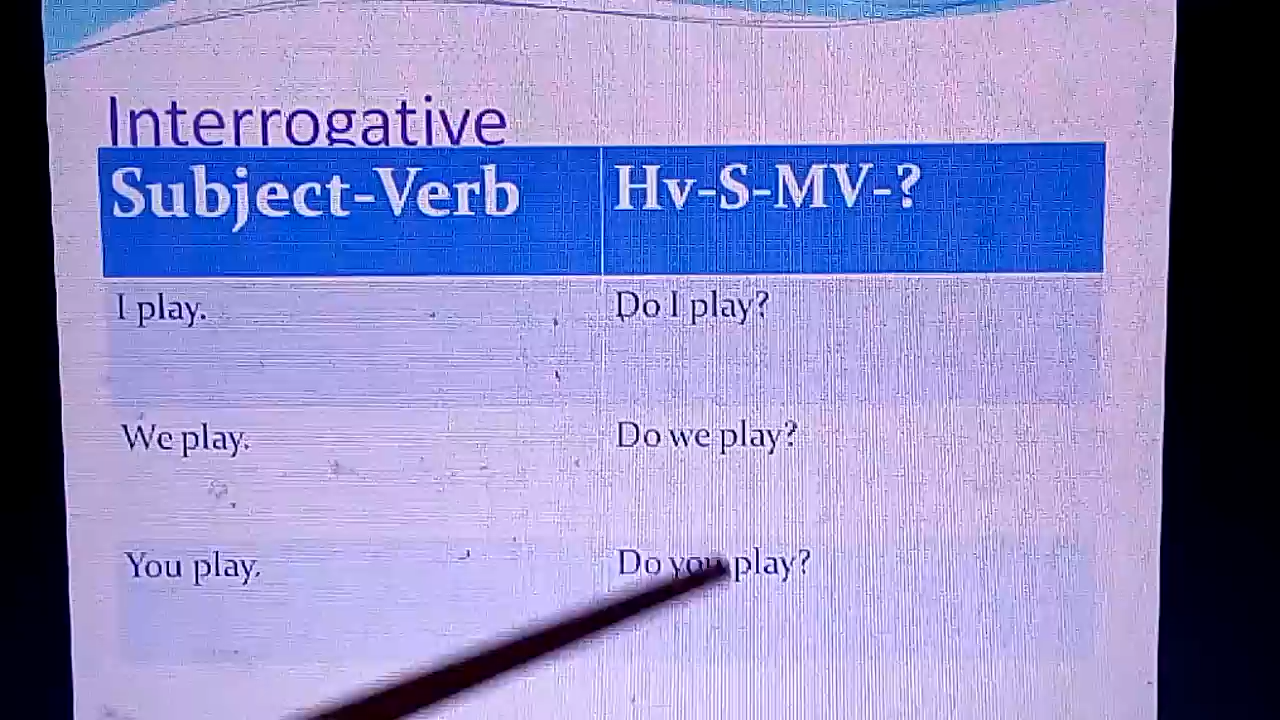 Interrogative
Subject-Verb Hv-S-MV-?
I play. Do I play?
We play. Do we play?
You play. Do you play?